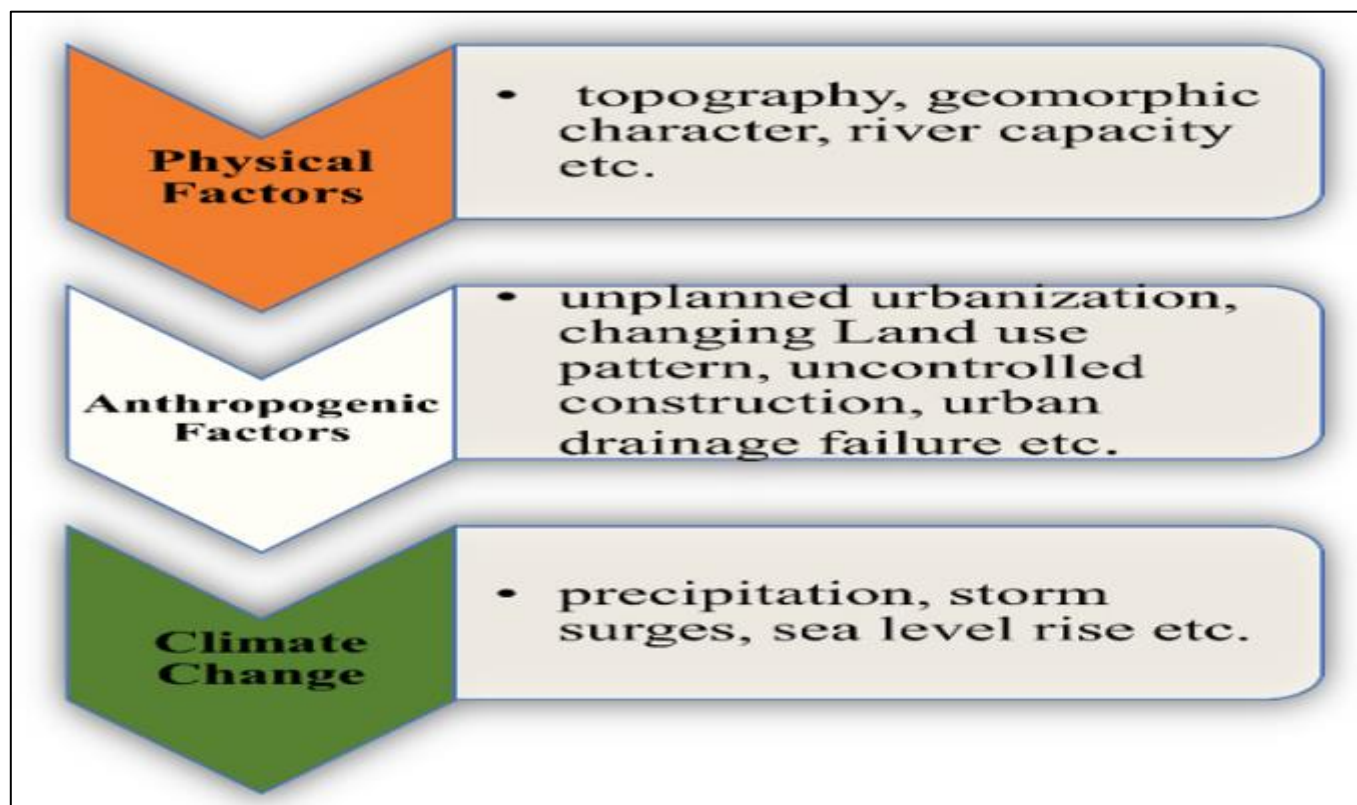 Physical
Factors
• topography, geomorphic
character, river capacity
etc.
Anthropogenic
Factors
• unplanned urbanization,
changing Land use
pattern, uncontrolled
construction, urban
drainage failure etc.
Climate
Change
• precipitation, storm
surges, sea level rise etc.